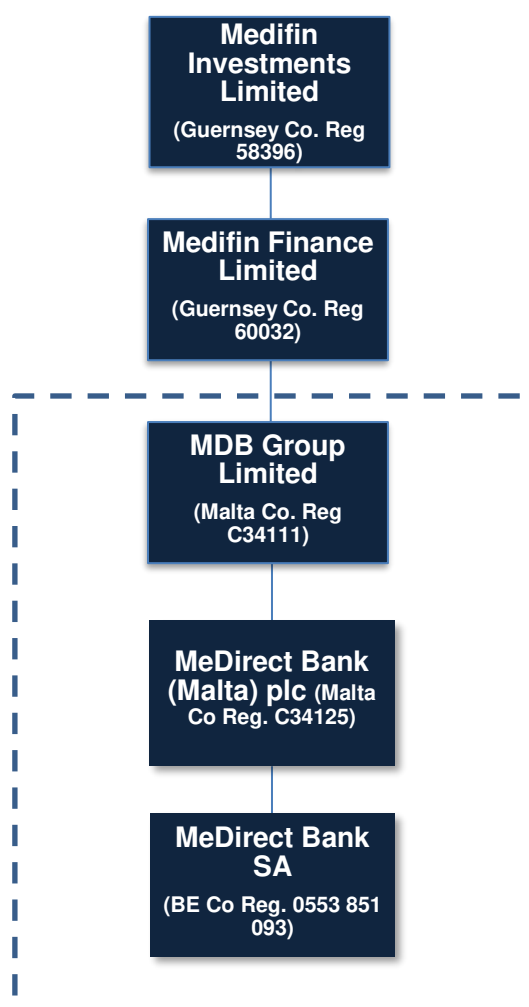 Medifin
Investments
Limited
(Guernsey Co. Reg
58396)
Medifin Finance
Limited
(Guernsey Co. Reg
60032)
MDB Group
Limited
(Malta Co. Reg
C34111)
MeDirect Bank
(Malta) plc (Malta
Co Reg. C34125)
MeDirect Bank
SA
(BE Co Reg. 0553 851
093)